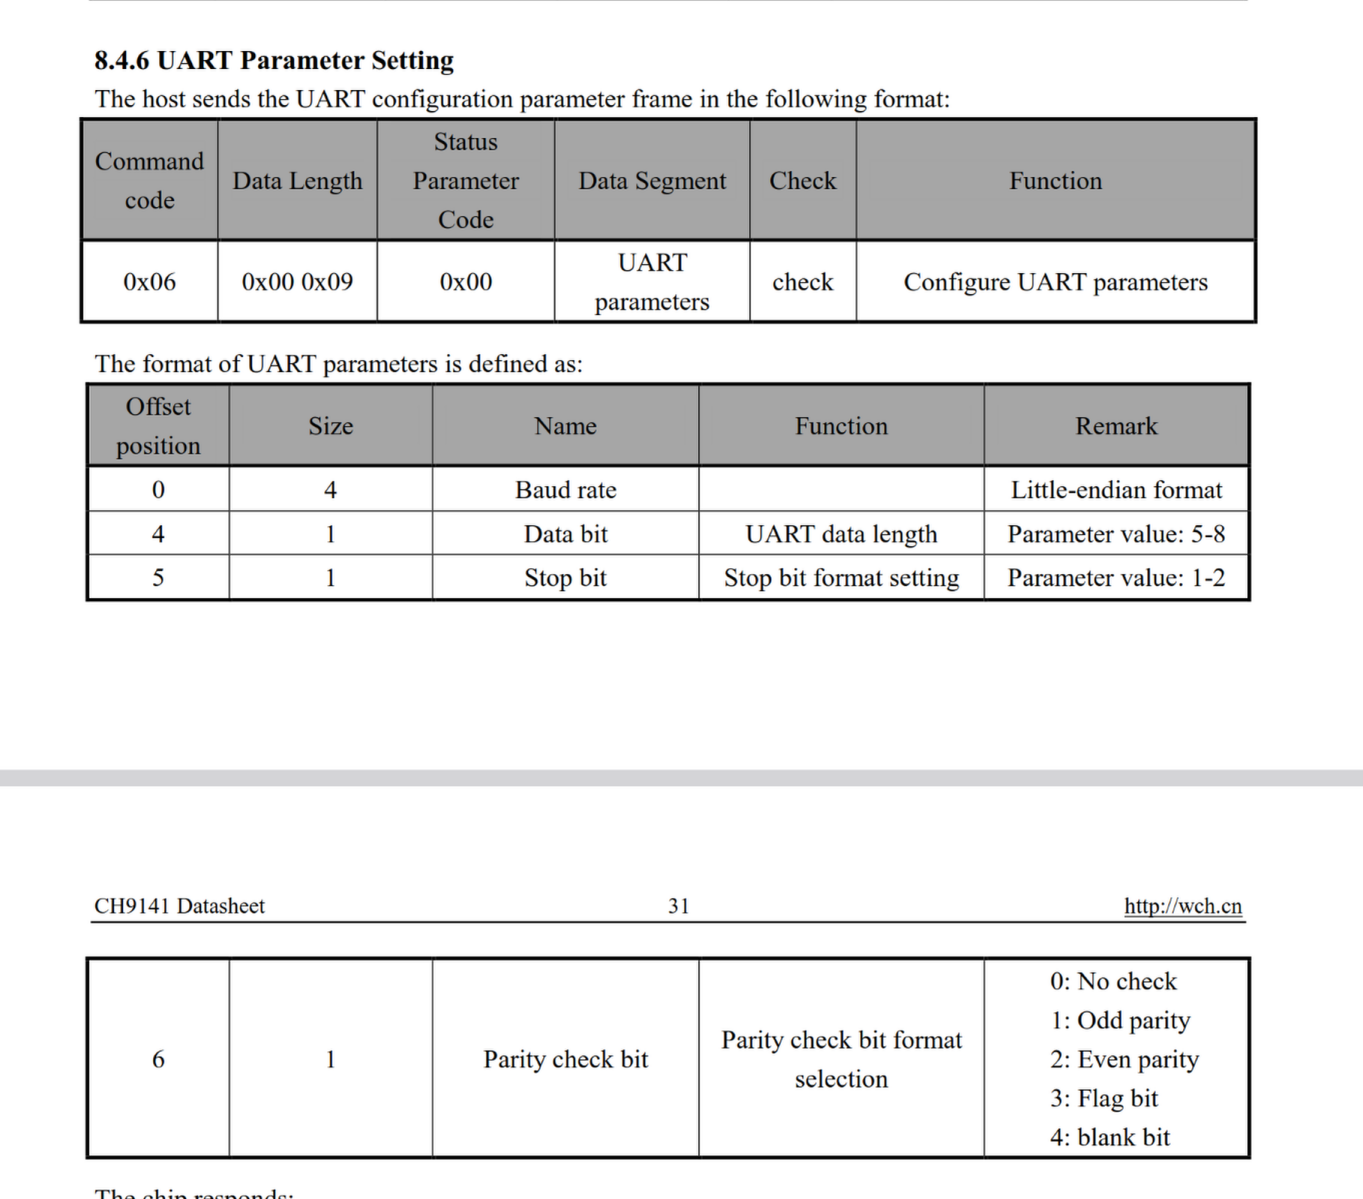 8.4.6 UART Parameter Setting
The host sends the UART configuration parameter frame in the following format:
Command code Data Length Status Parameter Code Data Segment Check Function
0x06 0x00 0x09 0x00 UART parameters check Configure UART parameters
The format of UART parameters is defined as:
Offset position Size Name Function Remark
0 4 Baud rate Little-endian format
4 1 Data bit UART data length Parameter value: 5-8
5 1 Stop bit Stop bit format setting Parameter value: 1-2
CH9141 Datasheet 31 http://wch.cn
6 1 Parity check bit Parity check bit format selection 0: No check
1: Odd parity
2: Even parity
3: Flag bit
4: blank bit
The chip responds: